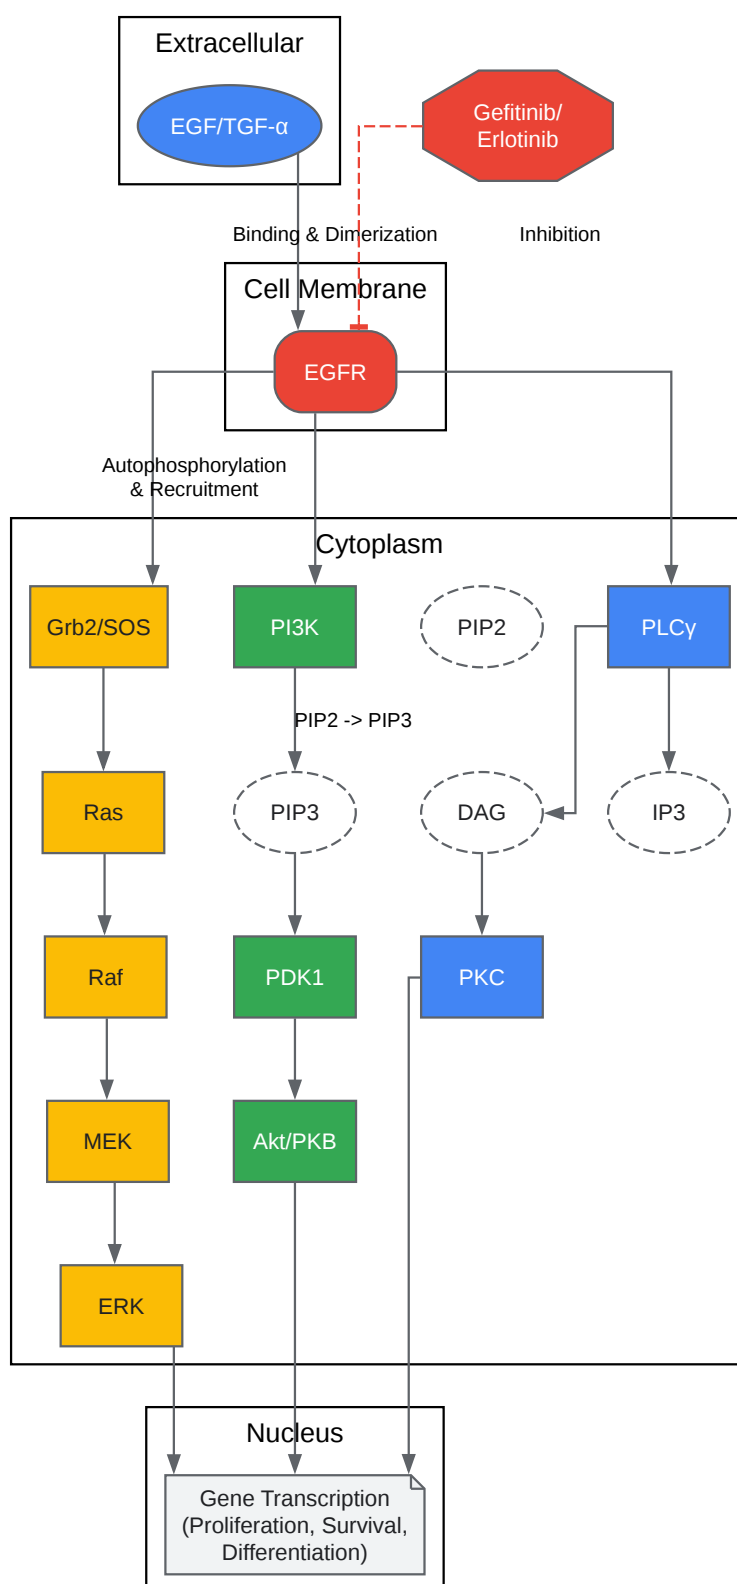 Extracellular
EGF/TGF-α
Gefitinib/
Erlotinib
Binding & Dimerization
Inhibition
Cell Membrane
EGFR
Autophosphorylation
& Recruitment
Cytoplasm
Grb2/SOS
PI3K
PIP2
PLCγ
PIP2 -> PIP3
Ras
PIP3
DAG
IP3
Raf
PDK1
PKC
MEK
Akt/PKB
ERK
Nucleus
Gene Transcription
(Proliferation, Survival,
Differentiation)